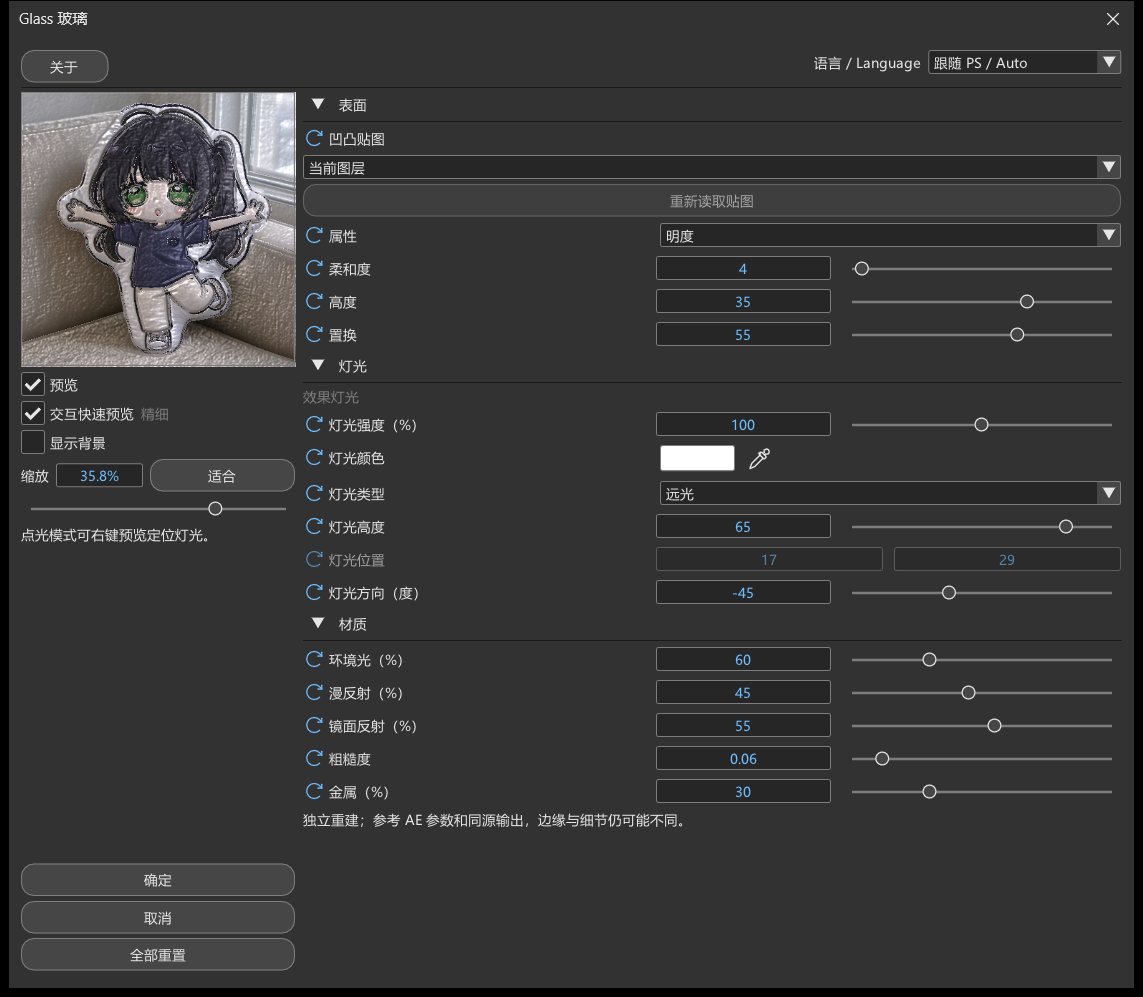 Glass 玻璃
关于
语言 / Language
跟随 PS / Auto
表面
凹凸贴图
当前图层
重新读取贴图
属性
明度
柔和度
4
高度
35
置换
55
灯光
效果灯光
灯光强度（%）
100
灯光颜色
灯光类型
远光
灯光高度
65
灯光位置
17
29
灯光方向（度）
-45
材质
环境光（%）
60
漫反射（%）
45
镜面反射（%）
55
粗糙度
0.06
金属（%）
30
独立重建；参考 AE 参数和同源输出，边缘与细节仍可能不同。
预览
交互快速预览 精细
显示背景
缩放
35.8%
适合
点光模式可右键预览定位灯光。
确定
取消
全部重置